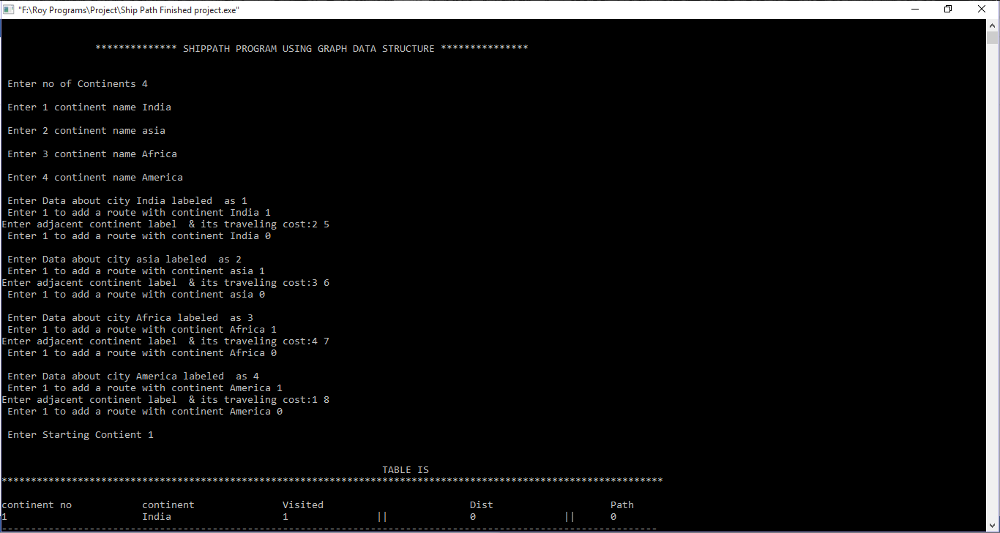 "F:\Roy Programs\Project\Ship Path Finished project.exe"
************** SHIPPATH PROGRAM USING GRAPH DATA STRUCTURE ***************
Enter no of Continents 4
Enter 1 continent name India
Enter 2 continent name asia
Enter 3 continent name Africa
Enter 4 continent name America
Enter Data about city India labeled  as 1
Enter 1 to add a route with continent India 1
Enter adjacent continent label  & its traveling cost:2 5
Enter 1 to add a route with continent India 0
Enter Data about city asia labeled  as 2
Enter 1 to add a route with continent asia 1
Enter adjacent continent label  & its traveling cost:3 6
Enter 1 to add a route with continent asia 0
Enter Data about city Africa labeled  as 3
Enter 1 to add a route with continent Africa 1
Enter adjacent continent label  & its traveling cost:4 7
Enter 1 to add a route with continent Africa 0
Enter Data about city America labeled  as 4
Enter 1 to add a route with continent America 1
Enter adjacent continent label  & its traveling cost:1 8
Enter 1 to add a route with continent America 0
Enter Starting Contient 1
TABLE IS
*****************************************************************************************************************
continent no            continent               Visited                         Dist                    Path
1                       India                   1               ||              0               ||      0
----------------------------------------------------------------------------------------------------------------